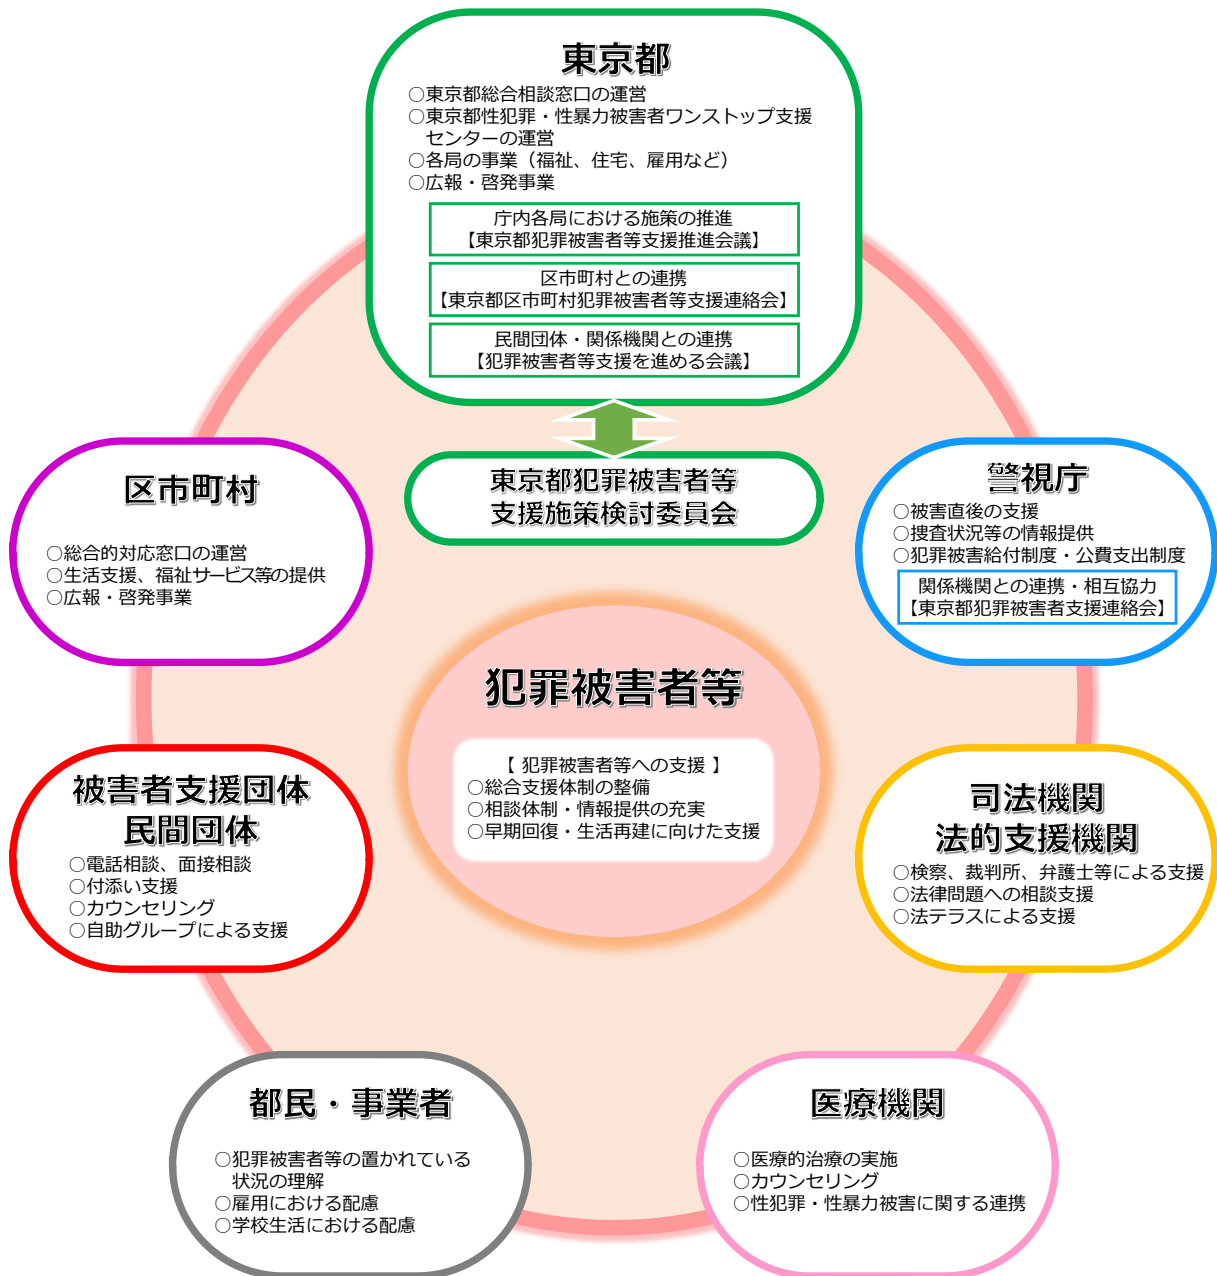 東京都
○東京都総合相談窓口の運営
○東京都性犯罪・性暴力被害者ワンストップ支援
センターの運営
○各局の事業（福祉、住宅、雇用など）
○広報・啓発事業
庁内各局における施策の推進
【東京都犯罪被害者等支援推進会議】
区市町村との連携
【東京都区市町村犯罪被害者等支援連絡会】
民間団体・関係機関との連携
【犯罪被害者等支援を進める会議】
東京都犯罪被害者等
支援施策検討委員会
区市町村
○総合的対応窓口の運営
○生活支援、福祉サービス等の提供
○広報・啓発事業
警視庁
○被害直後の支援
○捜査状況等の情報提供
○犯罪被害給付制度・公費支出制度
関係機関との連携・相互協力
【東京都犯罪被害者支援連絡会】
犯罪被害者等
【 犯罪被害者等への支援 】
○総合支援体制の整備
○相談体制・情報提供の充実
○早期回復・生活再建に向けた支援
被害者支援団体
民間団体
○電話相談、面接相談
○付添い支援
○カウンセリング
○自助グループによる支援
司法機関
法的支援機関
○検察、裁判所、弁護士等による支援
○法律問題への相談支援
○法テラスによる支援
都民・事業者
○犯罪被害者等の置かれている
状況の理解
○雇用における配慮
○学校生活における配慮
医療機関
○医療的治療の実施
○カウンセリング
○性犯罪・性暴力被害に関する連携